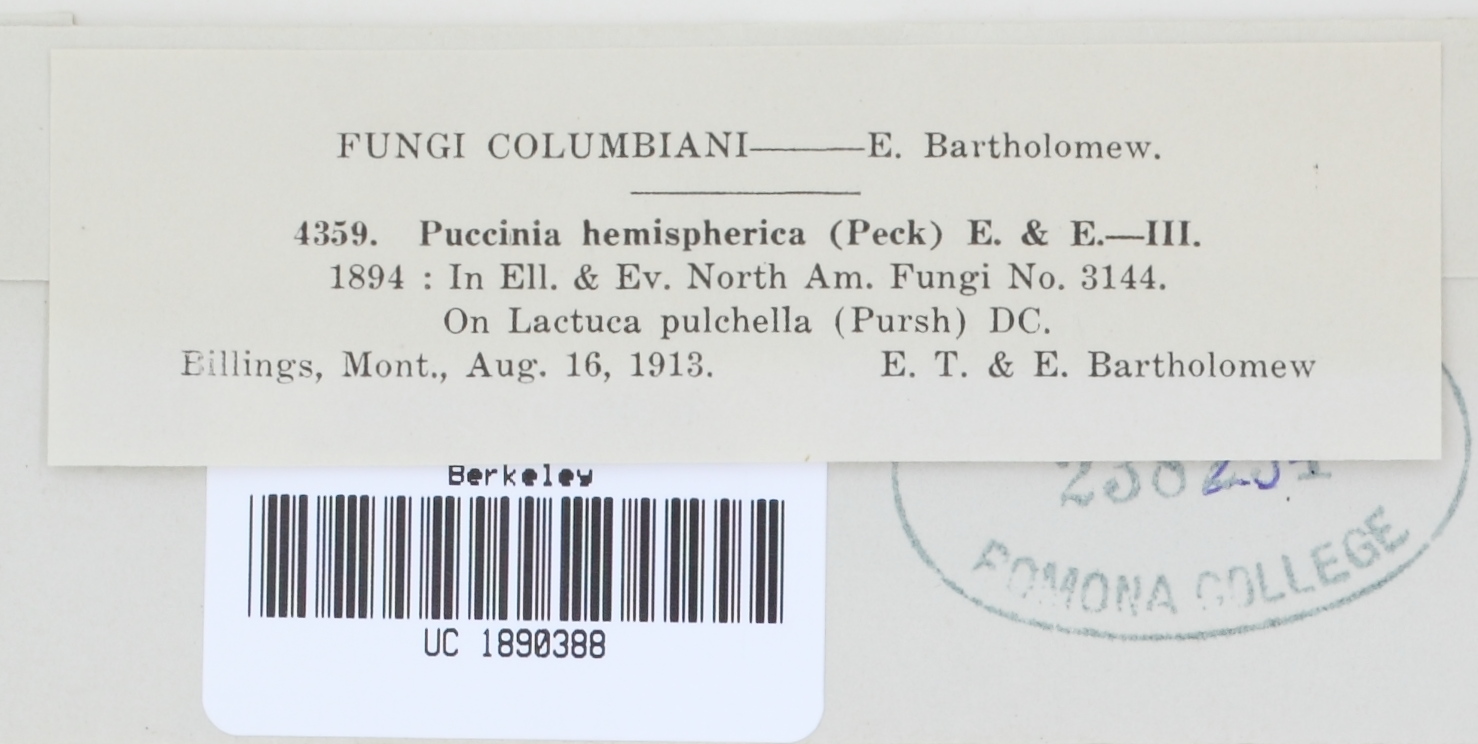 FUNGI COLUMBIANI———E. Bartholomew.
4359. Puccinia hemispherica (Peck) E. & E.—III.
1894 : In Ell. & Ev. North Am. Fungi No. 3144.
On Lactuca pulchella (Pursh) DC.
Billings, Mont., Aug. 16, 1913. E. T. & E. Bartholomew
Berkeley
UC 1890388
POMONA COLLEGE